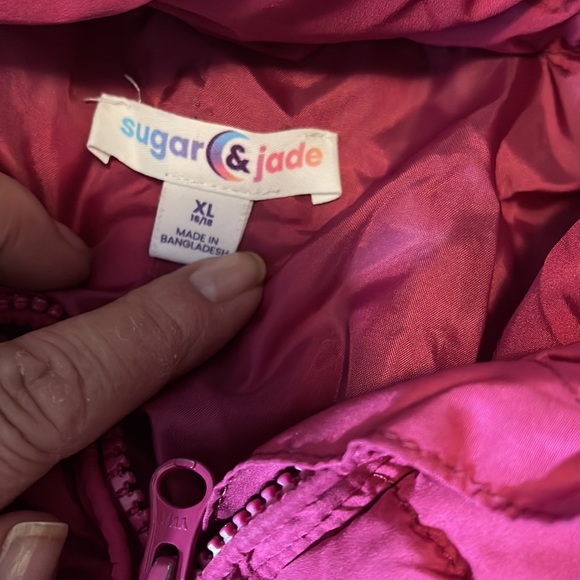 sugar & jade
XL
16/18
MADE IN
BANGLADESH